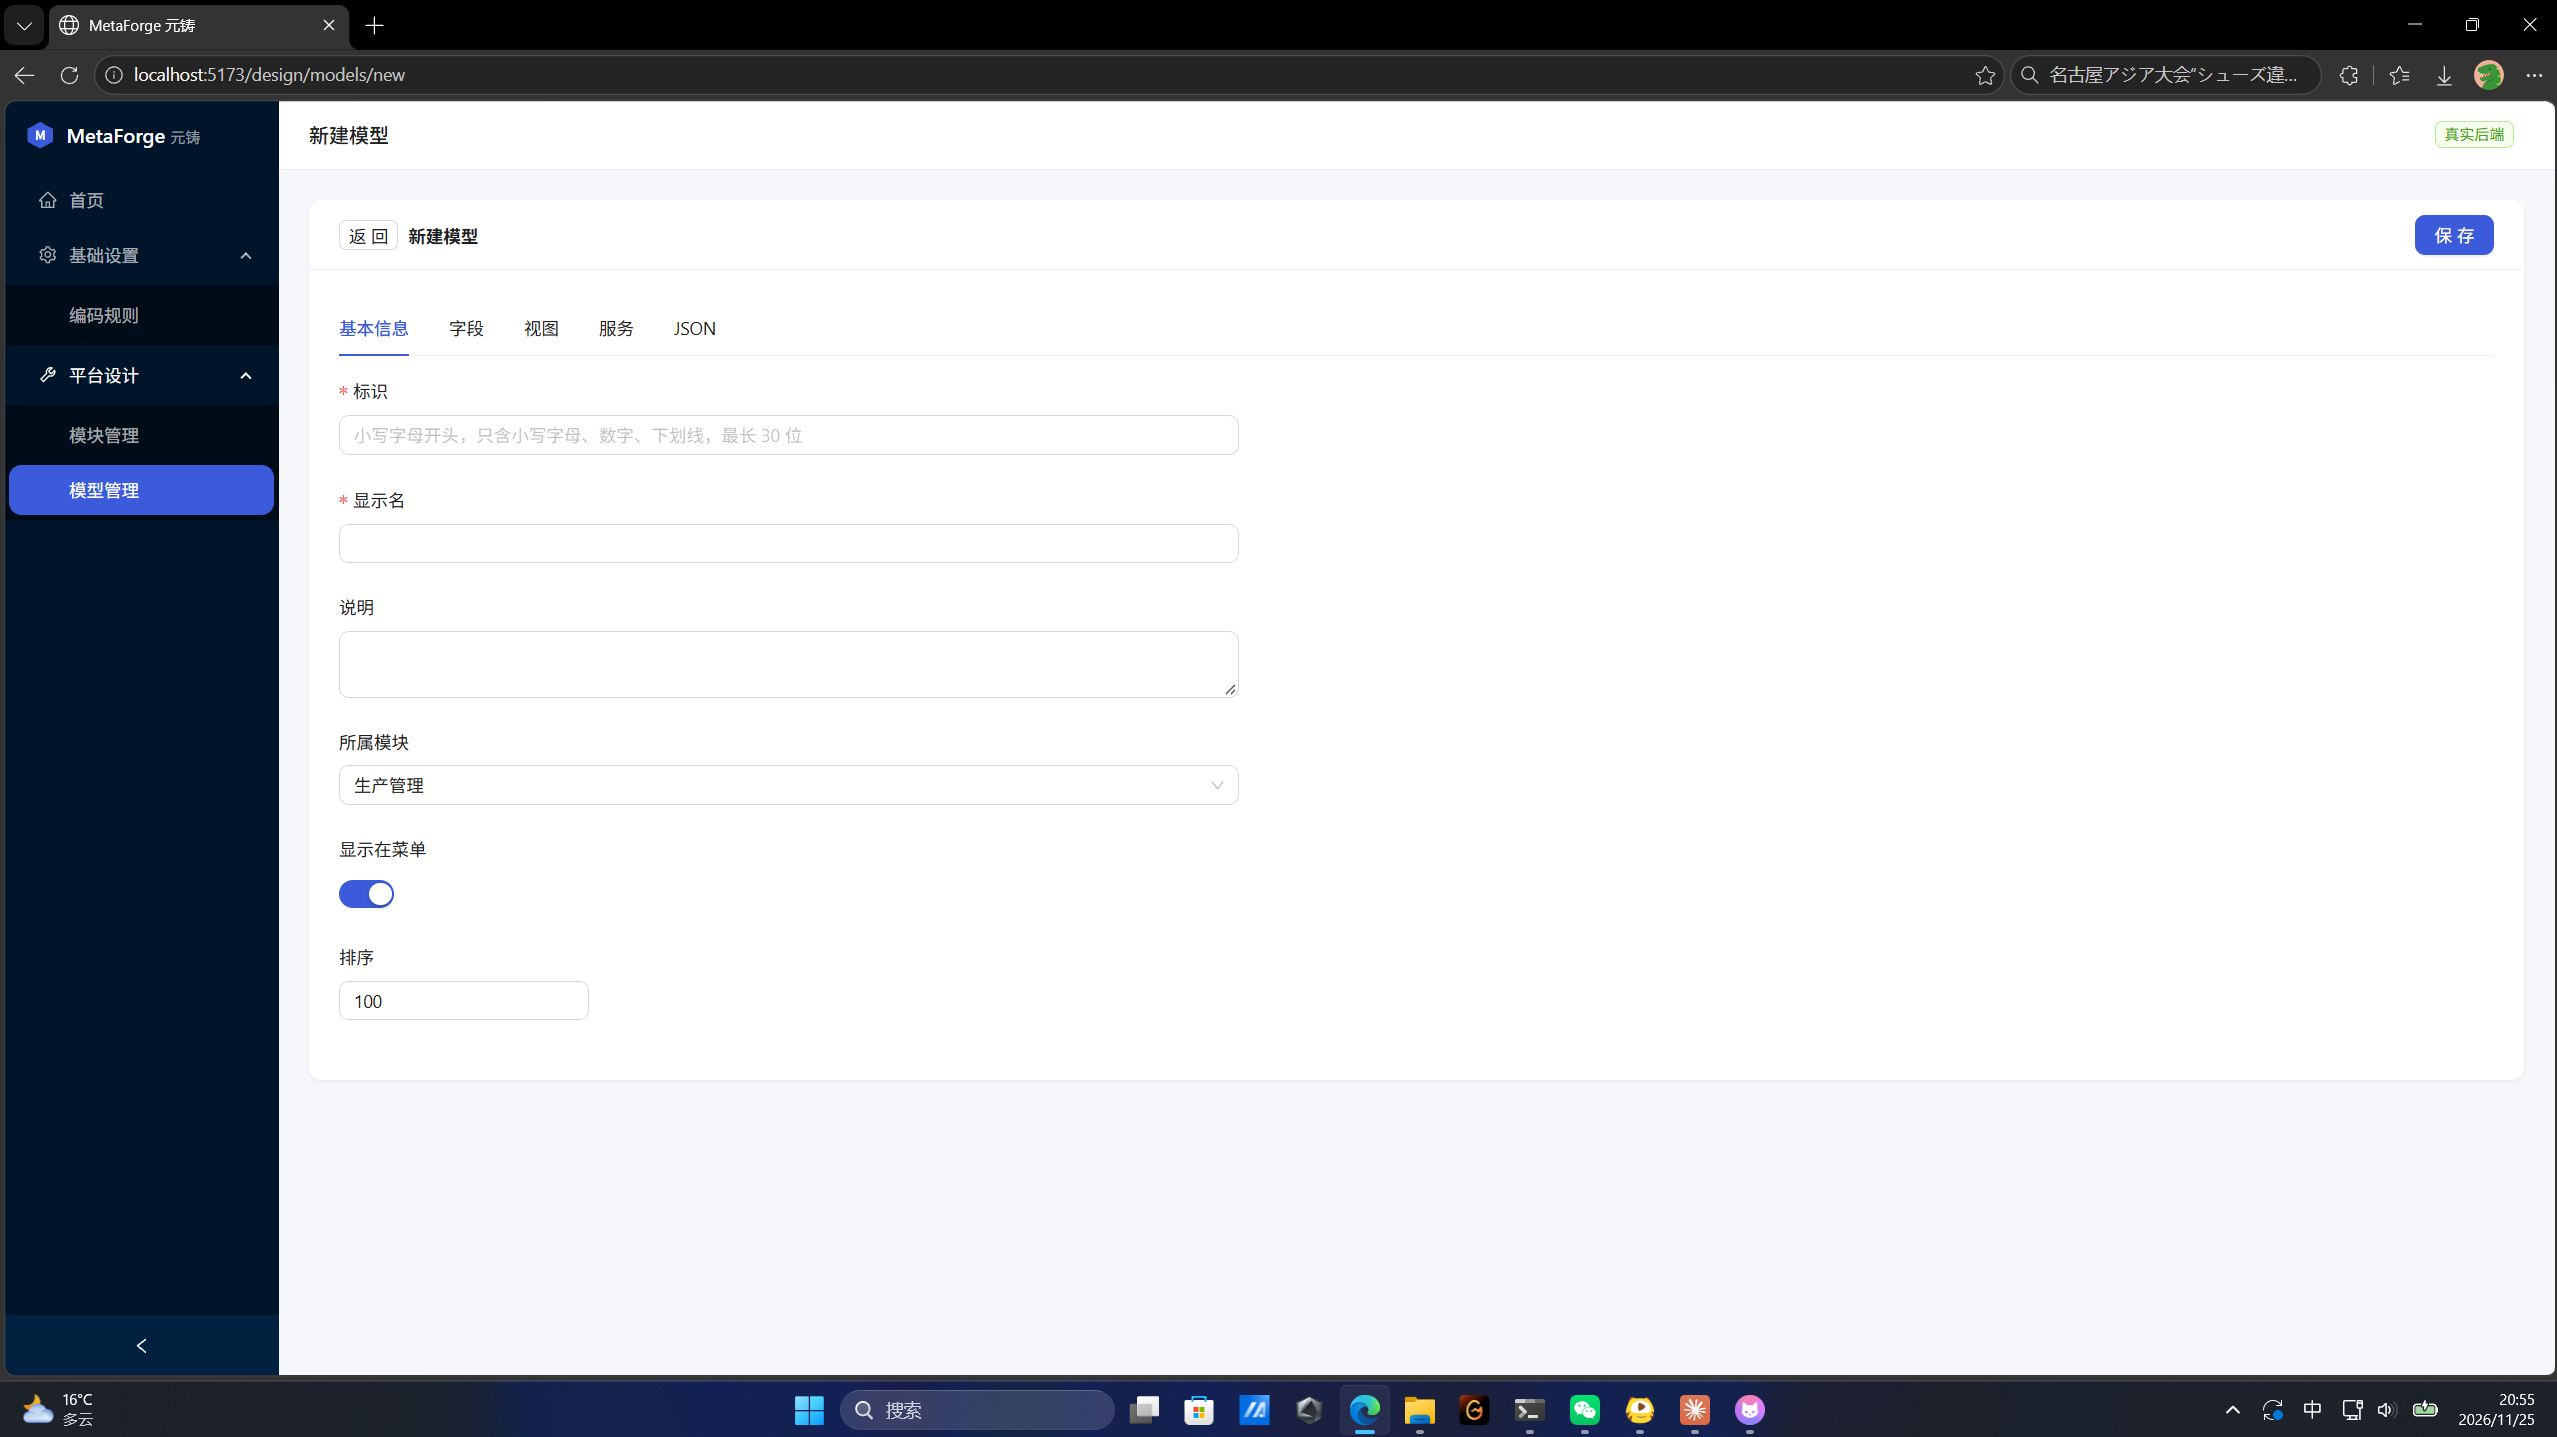 MetaForge 元铸
localhost:5173/design/models/new
名古屋アジア大会"シューズ違...
M
MetaForge 元铸
首页
基础设置
编码规则
平台设计
模块管理
模型管理
新建模型
真实后端
返 回
新建模型
保 存
基本信息
字段
视图
服务
JSON
* 标识
小写字母开头，只含小写字母、数字、下划线，最长 30 位
* 显示名
说明
所属模块
生产管理
显示在菜单
排序
100
16°C
多云
搜索
中
20:55
2026/11/25